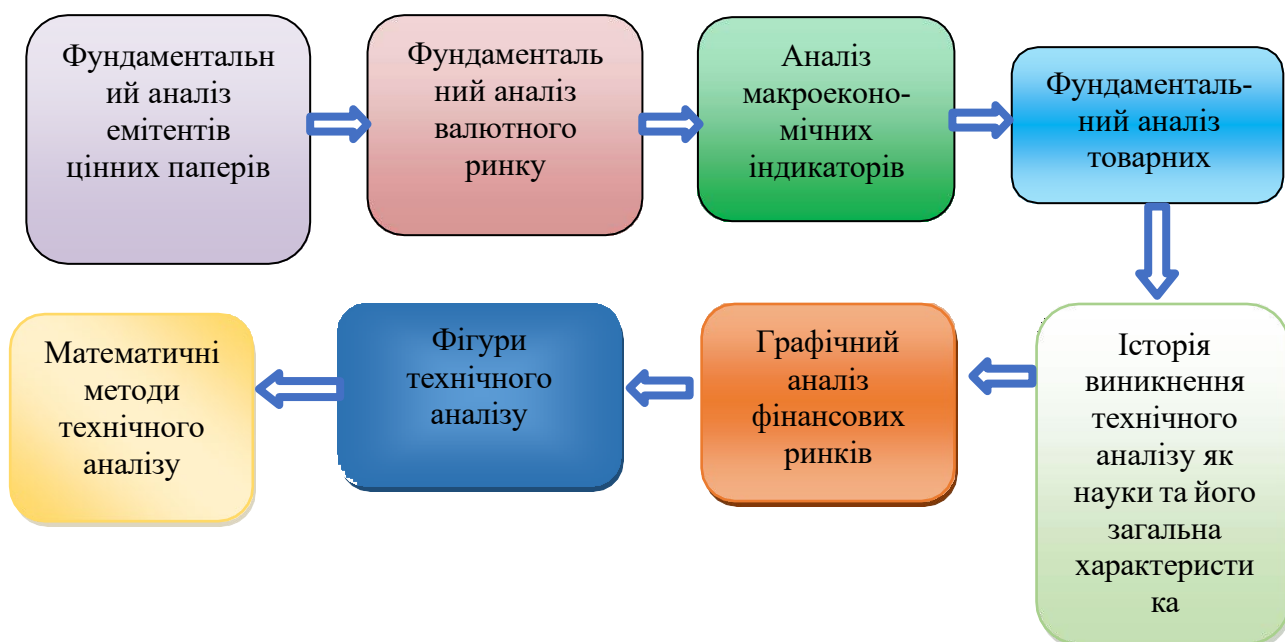 Фундаментальн
ий аналіз
емітентів
цінних паперів
Фундаменталь
ний аналіз
валютного
ринку
Аналіз
макроеконо-
мічних
індикаторів
Фундаменталь-
ний аналіз
товарних
Історія
виникнення
технічного
аналізу як
науки та його
загальна
характеристи
ка
Графічний
аналіз
фінансових
ринків
Фігури
технічного
аналізу
Математичні
методи
технічного
аналізу